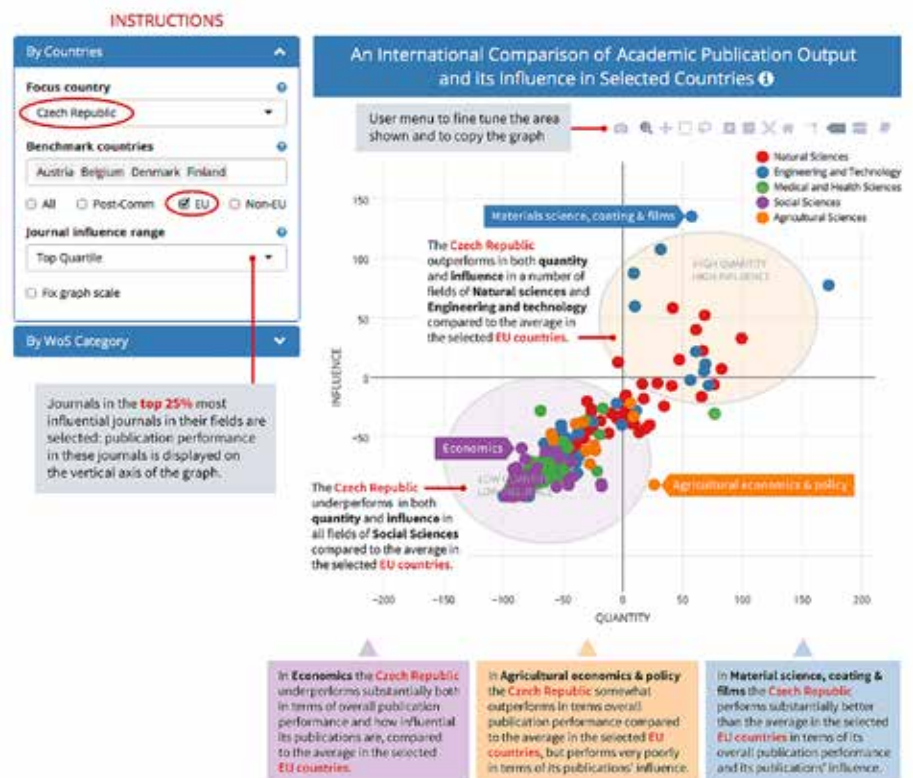 INSTRUCTIONS
By Countries
Focus country
Czech Republic
Benchmark countries
Austria Belgium Denmark Finland
All Post-Comm EU Non-EU
Journal influence range
Top Quartile
Fix graph scale
By WoS Category
Journals in the top 25% most
influential journals in their fields are
selected: publication performance
in these journals is displayed on
the vertical axis of the graph.
An International Comparison of Academic Publication Output
and its Influence in Selected Countries
User menu to fine tune the area
shown and to copy the graph
Natural Sciences
Engineering and Technology
Medical and Health Sciences
Social Sciences
Agricultural Sciences
150
Materials science, coating & films
The Czech Republic
outperforms in both quantity
and influence in a number of
fields of Natural sciences and
Engineering and technology
compared to the average in
the selected EU countries.
HIGH QUANTITY
HIGH INFLUENCE
100
50
0
−50
INFLUENCE
Economics
LOW
LOW
Agricultural economics & policy
The Czech Republic
underperforms in both
quantity and influence in
all fields of Social Sciences
compared to the average in
the selected EU countries.
−200 −150 −100 −50 0 50 100 150 200
QUANTITY
In Economics the Czech Republic
underperforms substantially both
in terms of overall publication
performance and how influential
its publications are, compared
to the average in the selected
EU countries.
In Agricultural economics & policy
the Czech Republic somewhat
outperforms in terms overall
publication performance compared
to the average in the selected EU
countries, but performs very poorly
in terms of its publications' influence.
In Material science, coating &
films the Czech Republic
performs substantially better
than the average in the selected
EU countries in terms of its
overall publication performance
and its publications' influence.